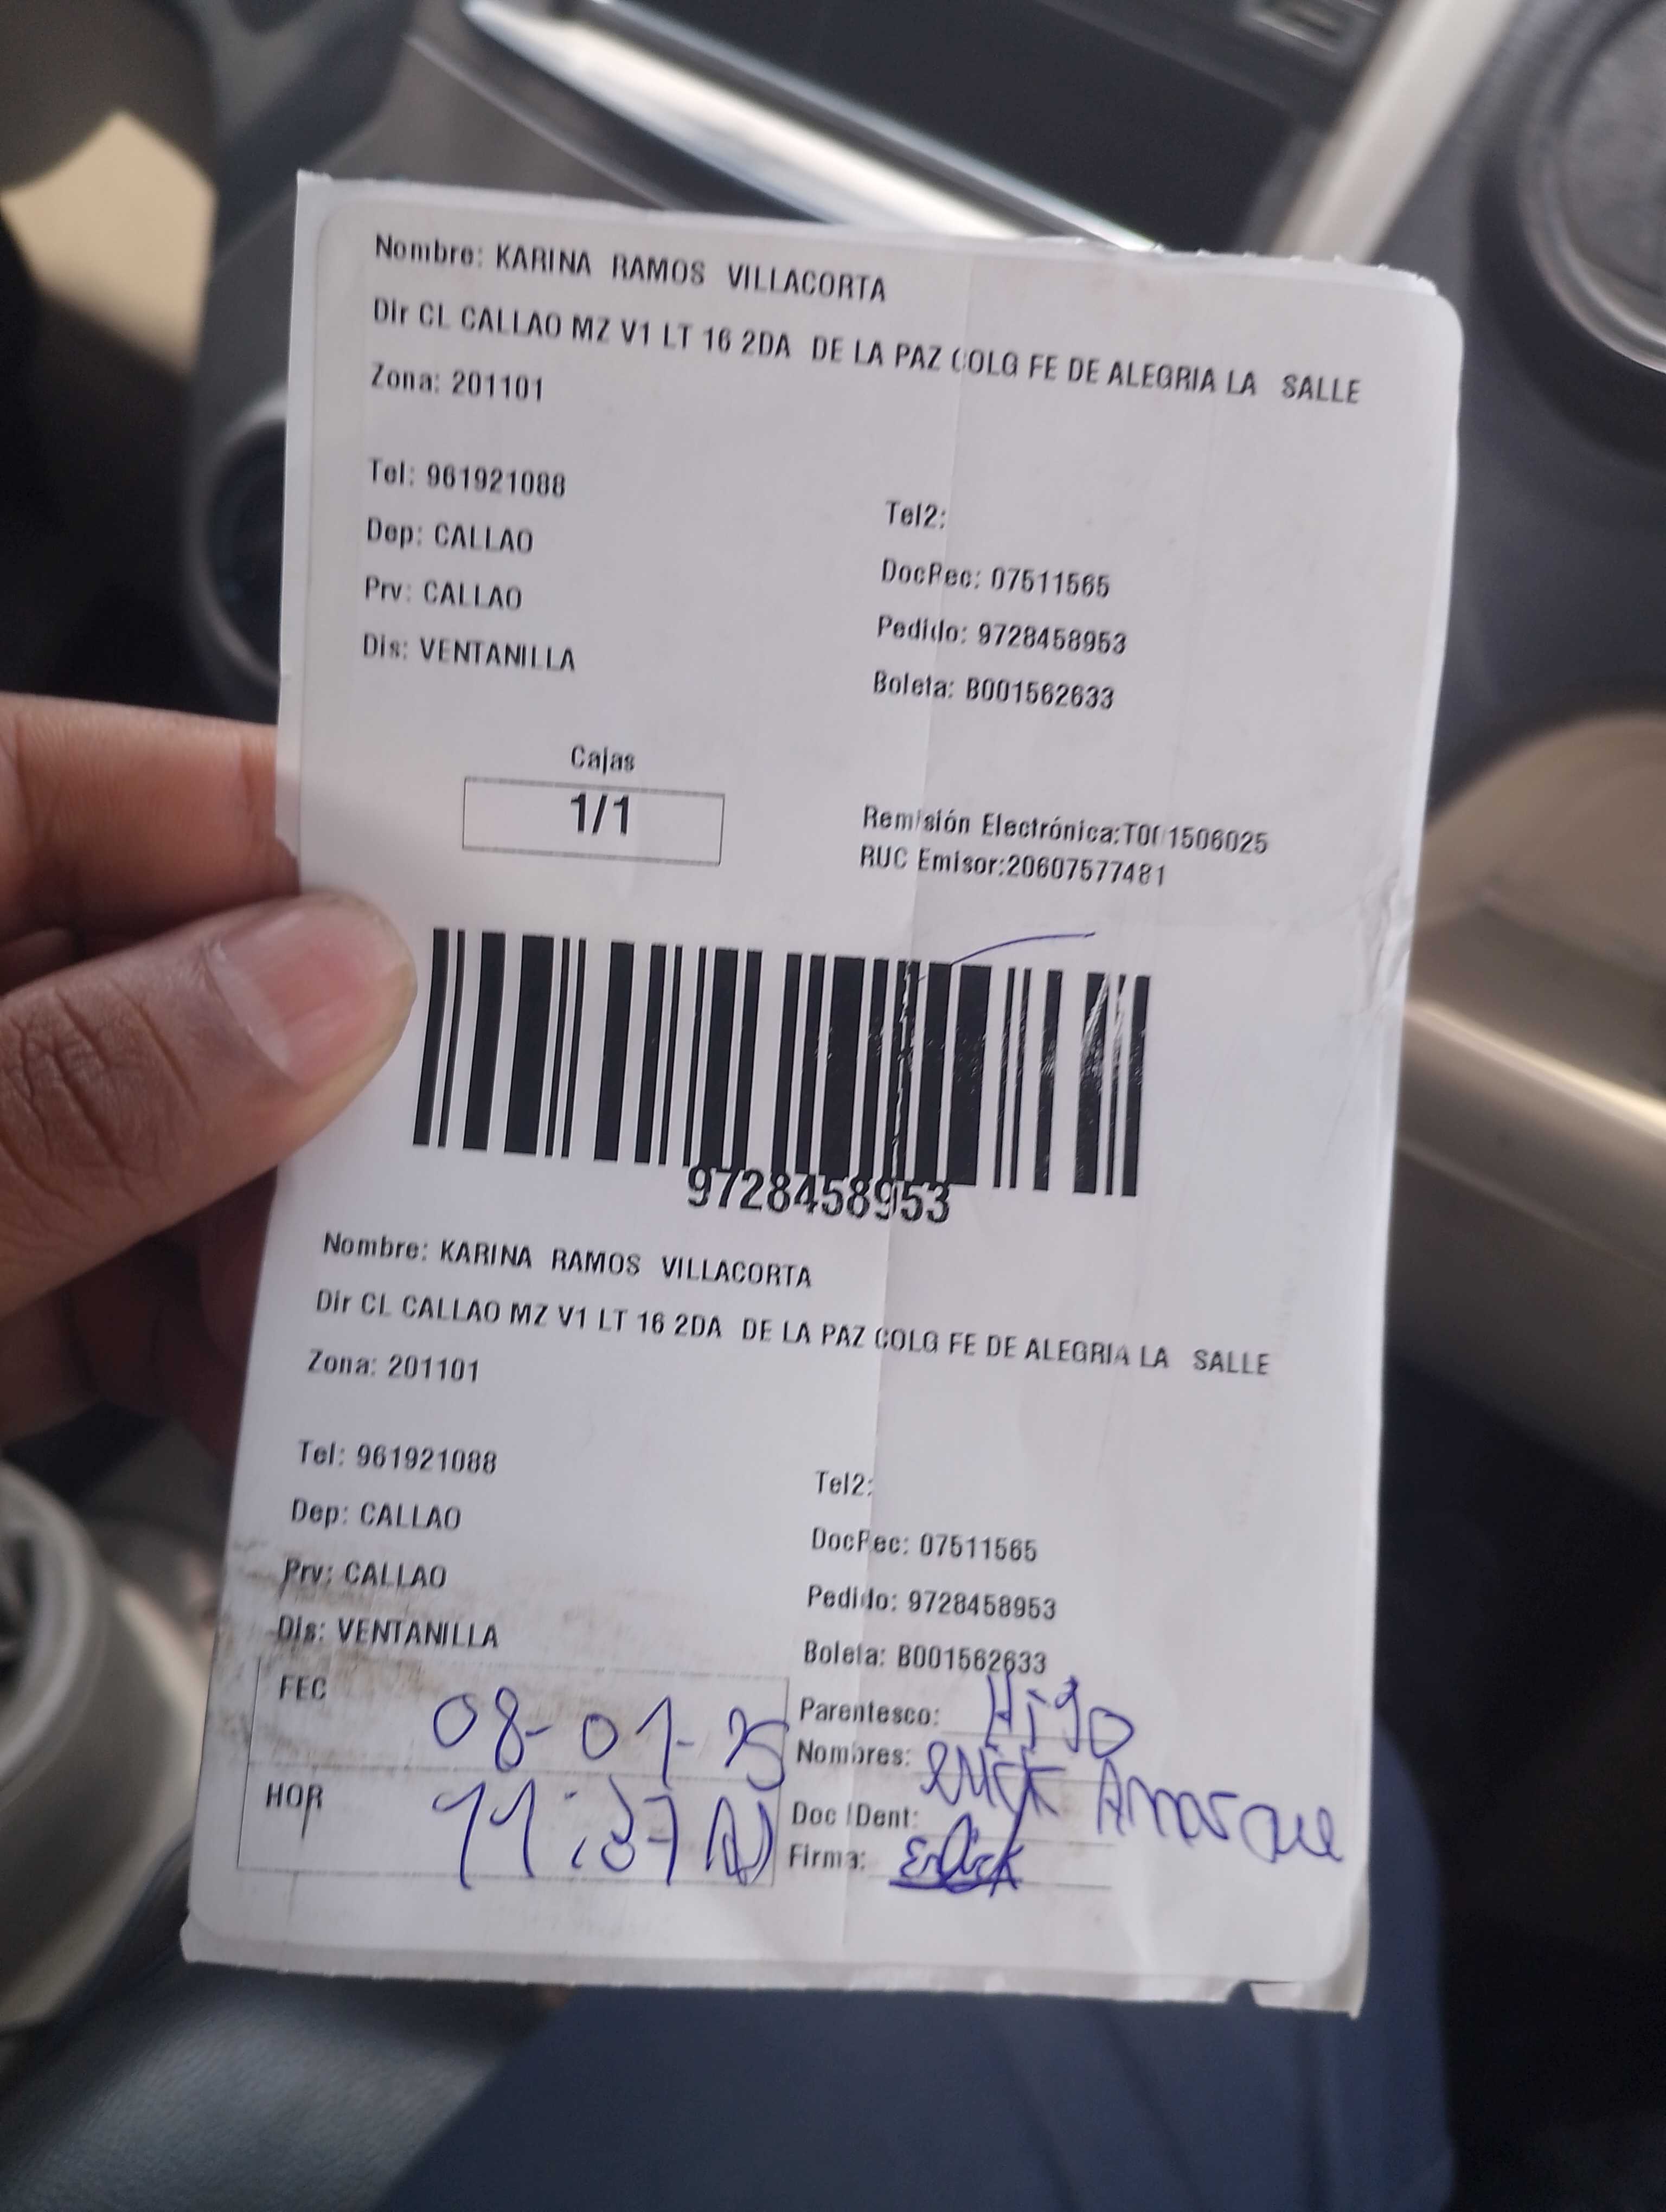 Nombre: KARINA RAMOS VILLACORTA
Dir CL CALLAO MZ V1 LT 16 2DA DE LA PAZ COLG FE DE ALEGRIA LA SALLE
Zona: 201101
Tel: 961921088
Tel2:
Dep: CALLAO
DocRec: 07511565
Prv: CALLAO
Pedido: 9728458953
Dis: VENTANILLA
Boleta: B001562633
Cajas
1/1
Remisión Electrónica:T001506025
RUC Emisor:20607577481
9728458953
Nombre: KARINA RAMOS VILLACORTA
Dir CL CALLAO MZ V1 LT 16 2DA DE LA PAZ COLG FE DE ALEGRIA LA SALLE
Zona: 201101
Tel: 961921088
Tel2:
Dep: CALLAO
DocRec: 07511565
Prv: CALLAO
Pedido: 9728458953
Dis: VENTANILLA
Boleta: B001562633
FEC 08-01-25
Parentesco: Hijo
Nombres:
HOR
Doc IDent:
Firma: